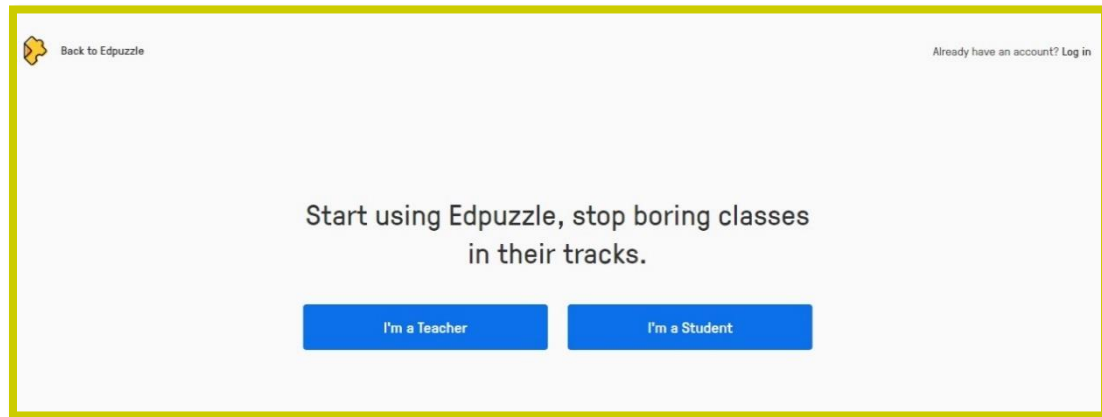 Back to Edpuzzle
Already have an account? Log in
Start using Edpuzzle, stop boring classes
in their tracks.
I'm a Teacher
I'm a Student